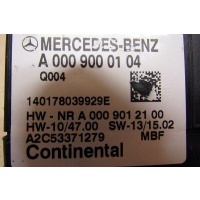 MERCEDES-BENZ
A 000 900 01 04
Q004
140178039929E
HW - NR A 000 901 21 00
HW-10/47.00 SW-13/15.02
A2C53371279 MBF
Continental